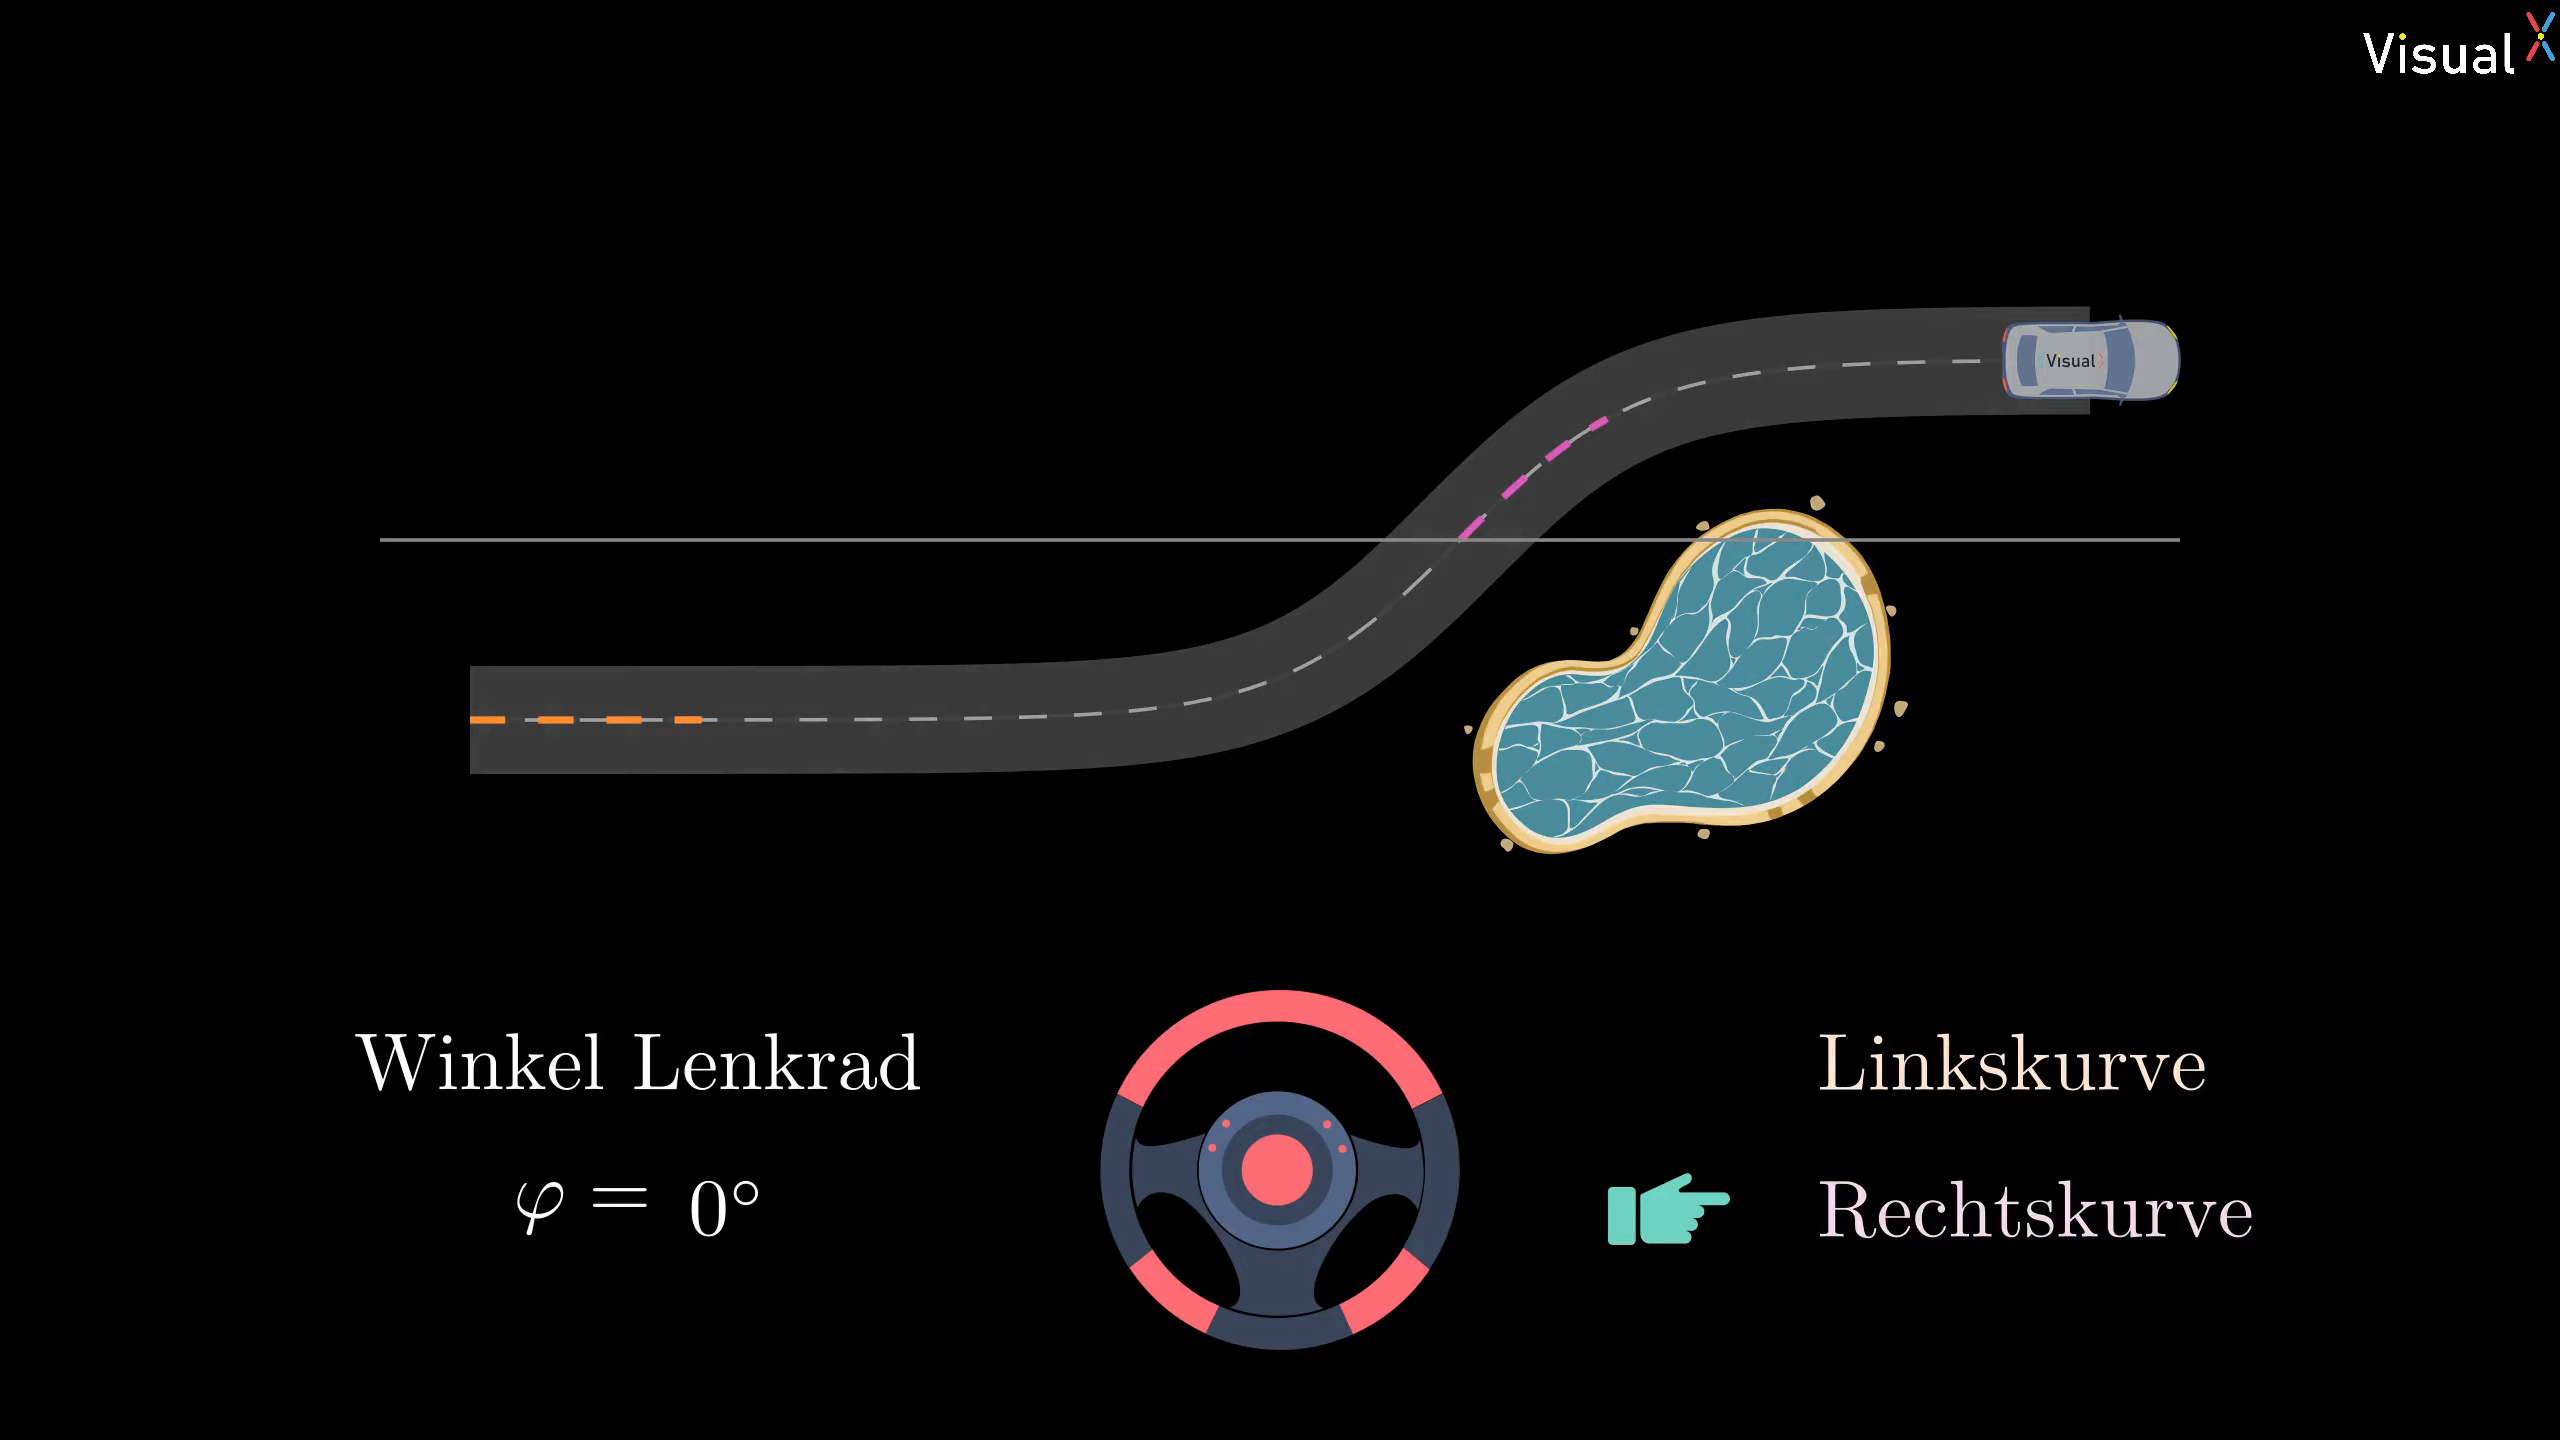 Visual X
Visual
Winkel Lenkrad
φ = 0°
Linkskurve
Rechtskurve